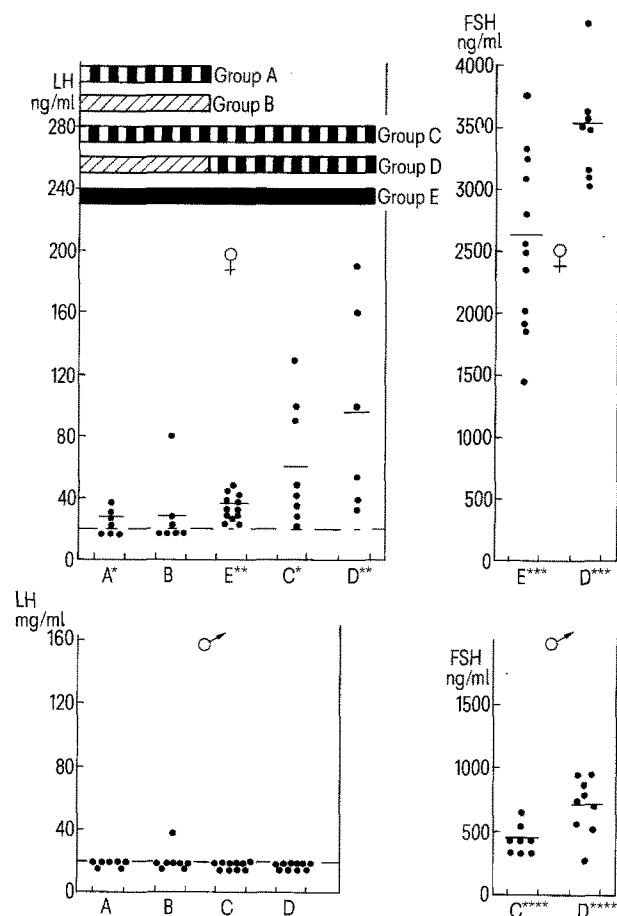 LH
ng/ml
280
240
200
160
120
80
40
20
0
Group A
Group B
Group C
Group D
Group E
♀
A* B E** C* D**
FSH
ng/ml
4000
3500
3000
2500
2000
1500
1000
500
0
♀
E*** D***
LH
mg/ml
160
120
80
40
20
0
♂
A B C D
FSH
ng/ml
1500
1000
500
0
♂
C**** D****